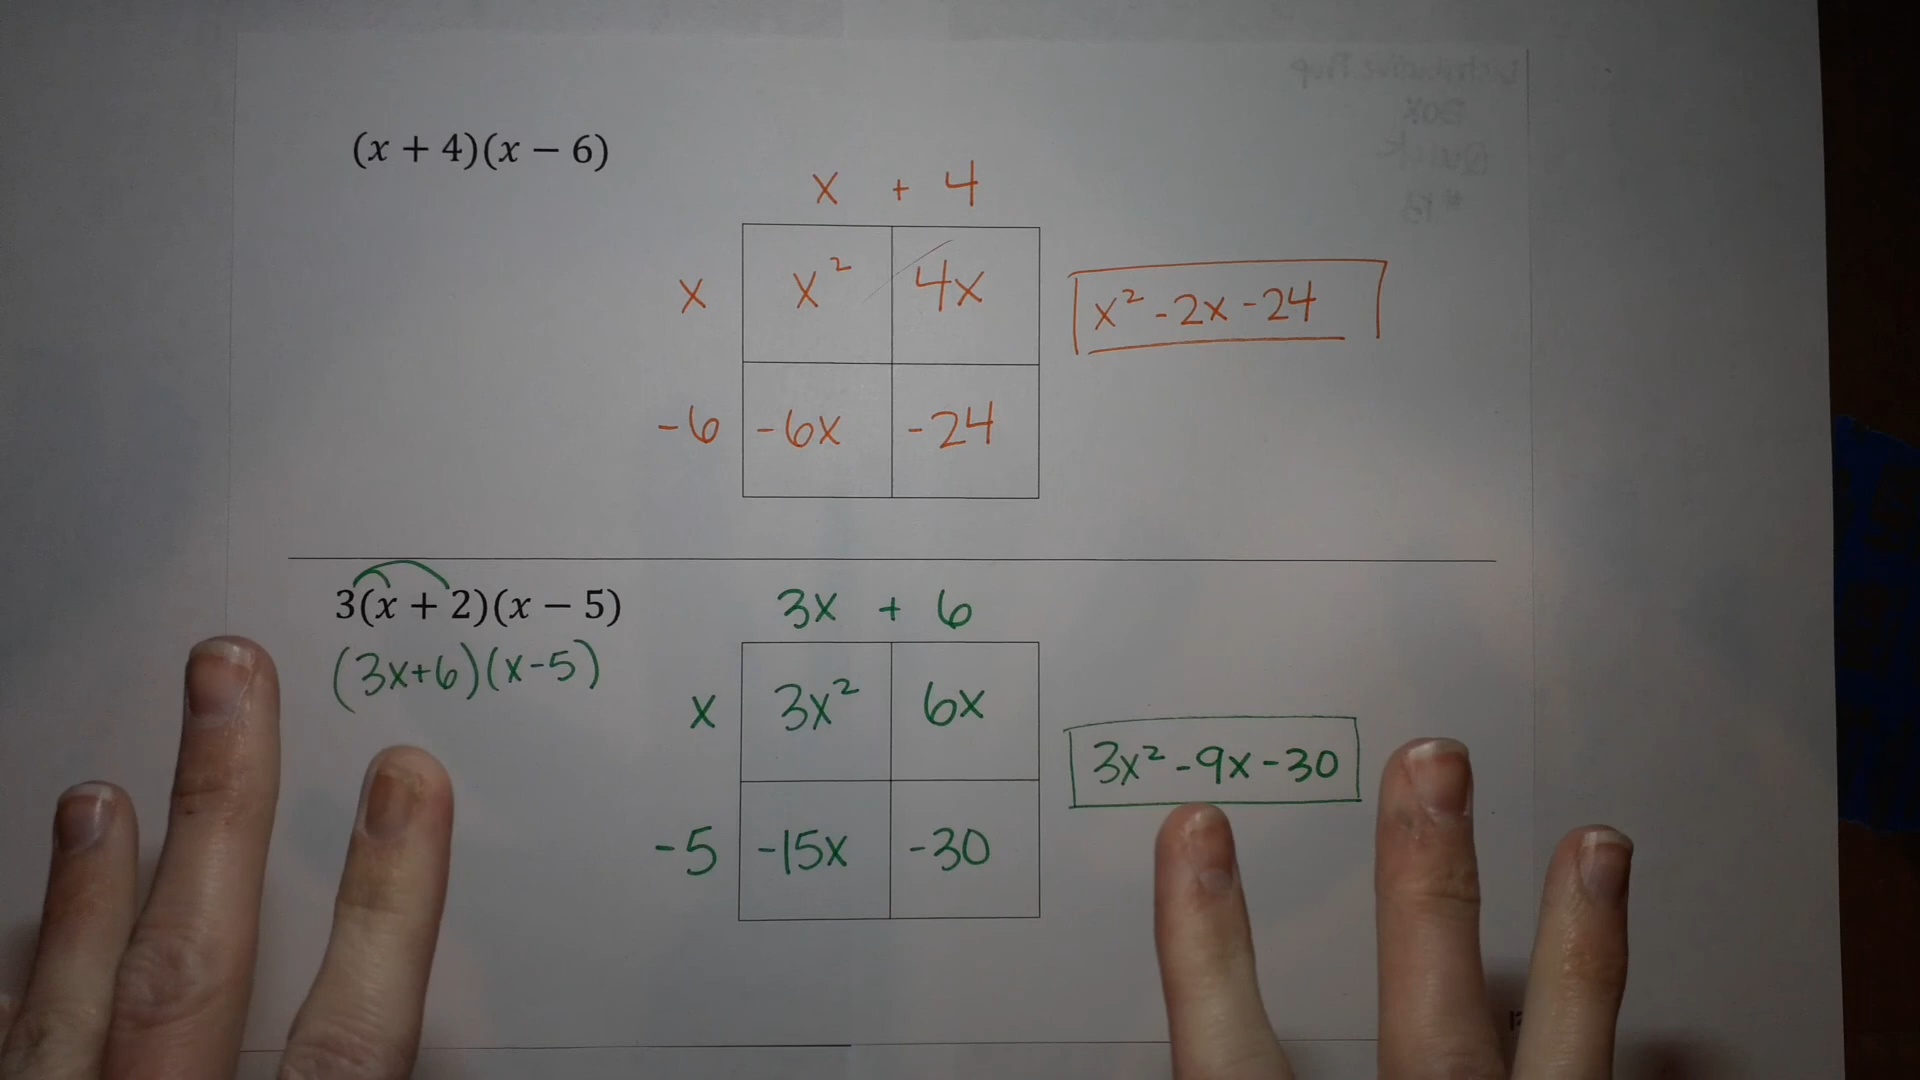 (x + 4)(x − 6)
x + 4
x x² 4x
x² - 2x - 24
-6 -6x -24
3(x + 2)(x − 5)
3x + 6
(3x+6)(x-5)
x 3x² 6x
3x² - 9x - 30
-5 -15x -30